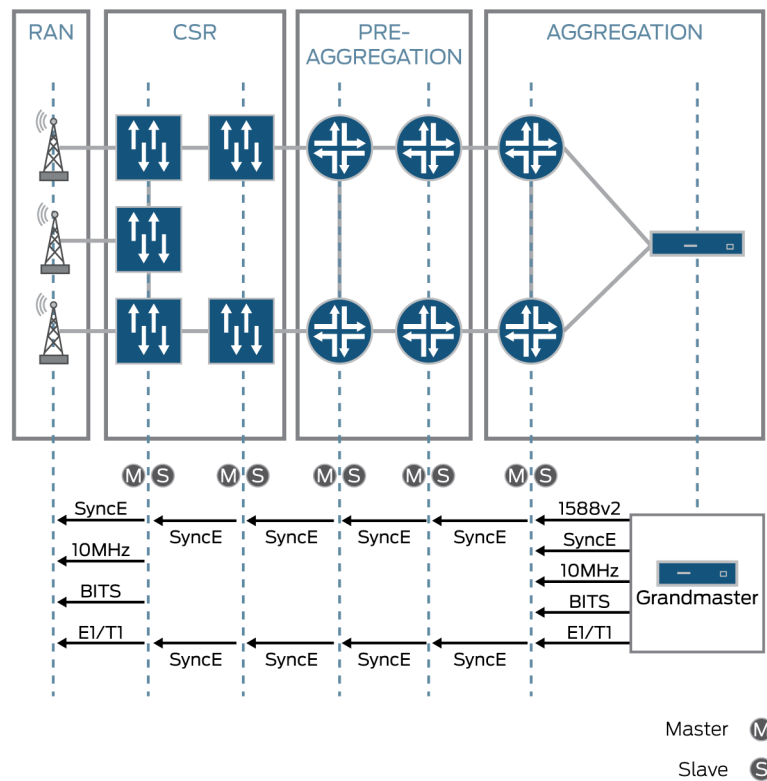 RAN CSR PRE-AGGREGATION AGGREGATION
M S M S M S M S M S
SyncE 1588v2
SyncE SyncE SyncE SyncE SyncE
10MHz 10MHz
BITS BITS Grandmaster
E1/T1 E1/T1
SyncE SyncE SyncE SyncE
Master M
Slave S